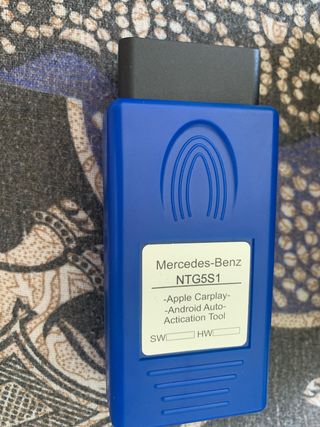 Mercedes-Benz
NTG5S1
-Apple Carplay-
-Android Auto-
Actication Tool
SW HW